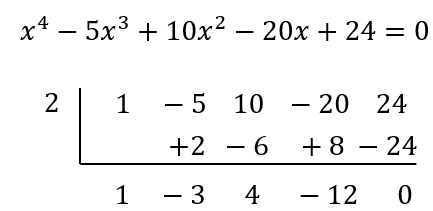 x⁴ − 5x³ + 10x² − 20x + 24 = 0
2 | 1 − 5 10 − 20 24
+2 − 6 + 8 − 24
1 − 3 4 − 12 0